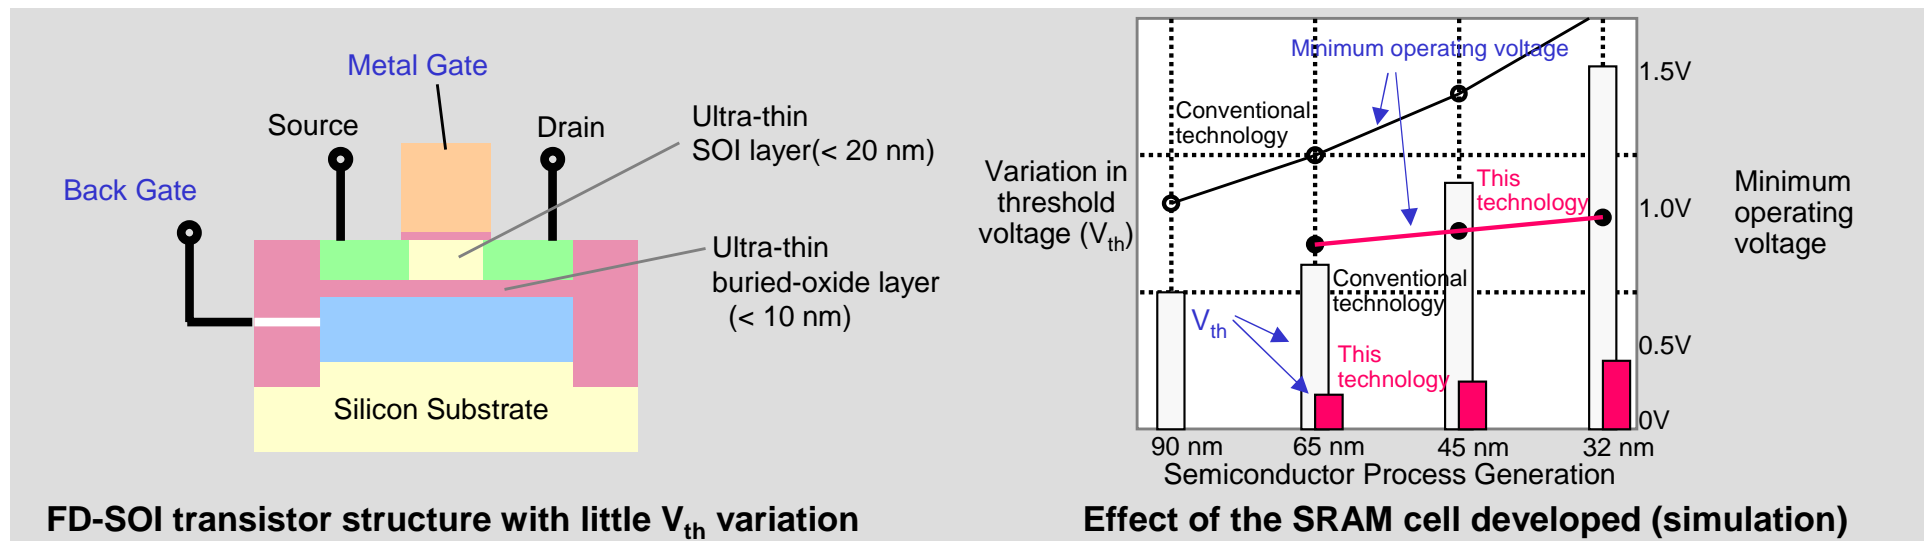 Metal Gate
Source
Drain
Back Gate
Ultra-thin
SOI layer(< 20 nm)
Ultra-thin
buried-oxide layer
(< 10 nm)
Silicon Substrate
FD-SOI transistor structure with little Vth variation
Minimum operating voltage
Conventional
technology
This
technology
Variation in
threshold
voltage (Vth)
1.5V
1.0V
0.5V
0V
Minimum
operating
voltage
Conventional
technology
Vth
This
technology
90 nm
65 nm
45 nm
32 nm
Semiconductor Process Generation
Effect of the SRAM cell developed (simulation)